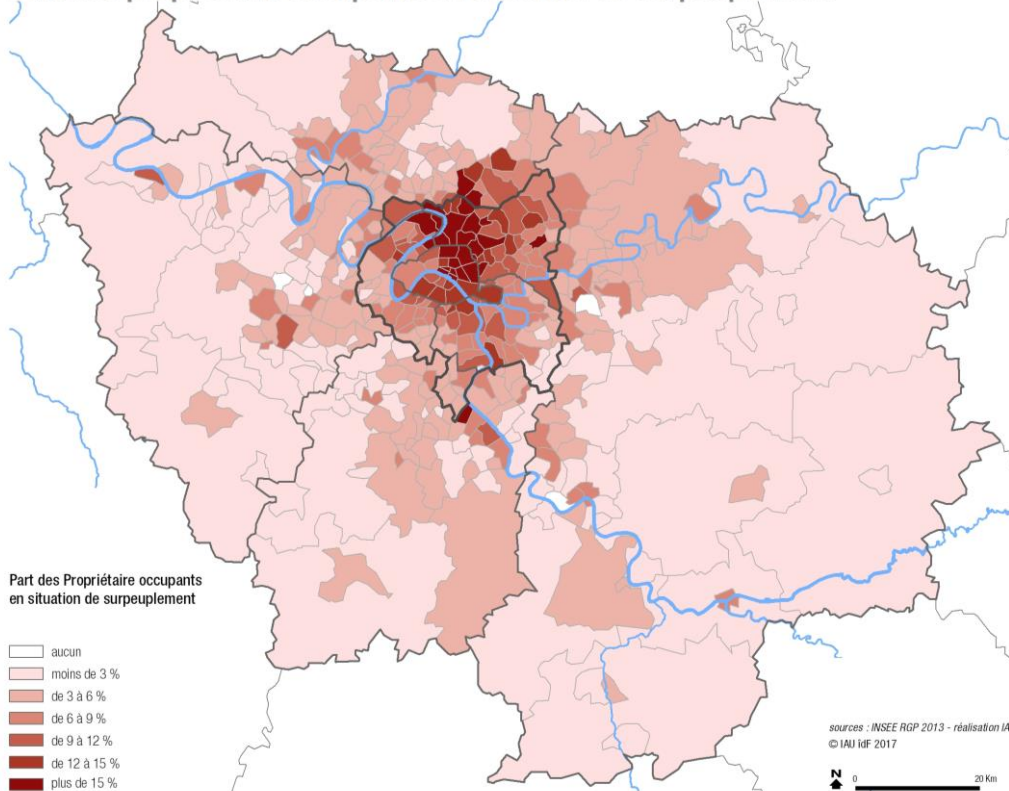 Part des Propriétaire occupants
en situation de surpeuplement
aucun
moins de 3 %
de 3 à 6 %
de 6 à 9 %
de 9 à 12 %
de 12 à 15 %
plus de 15 %
sources : INSEE RGP 2013 - réalisation IA
© IAU îdF 2017
N
0 20 Km